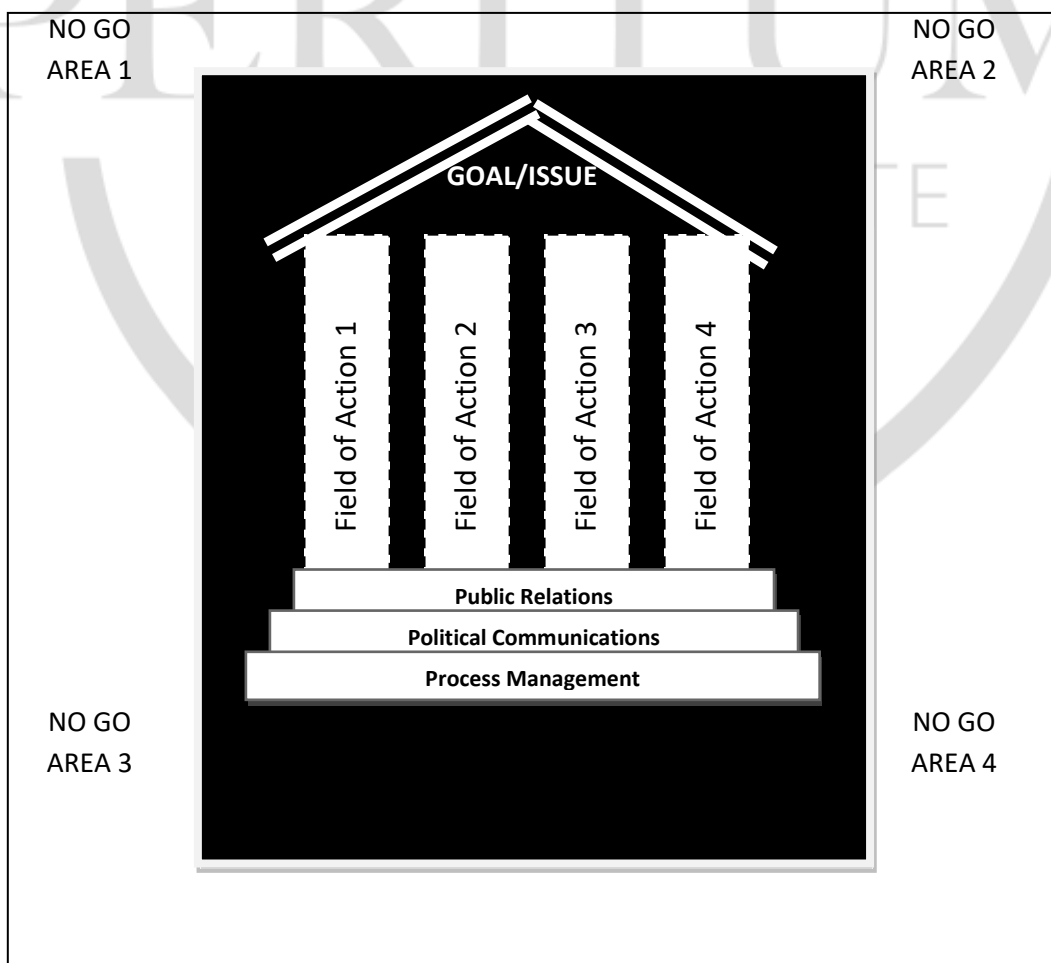 PERITUM
TE
NO GO
AREA 1
NO GO
AREA 2
GOAL/ISSUE
Field of Action 1
Field of Action 2
Field of Action 3
Field of Action 4
Public Relations
Political Communications
Process Management
NO GO
AREA 3
NO GO
AREA 4